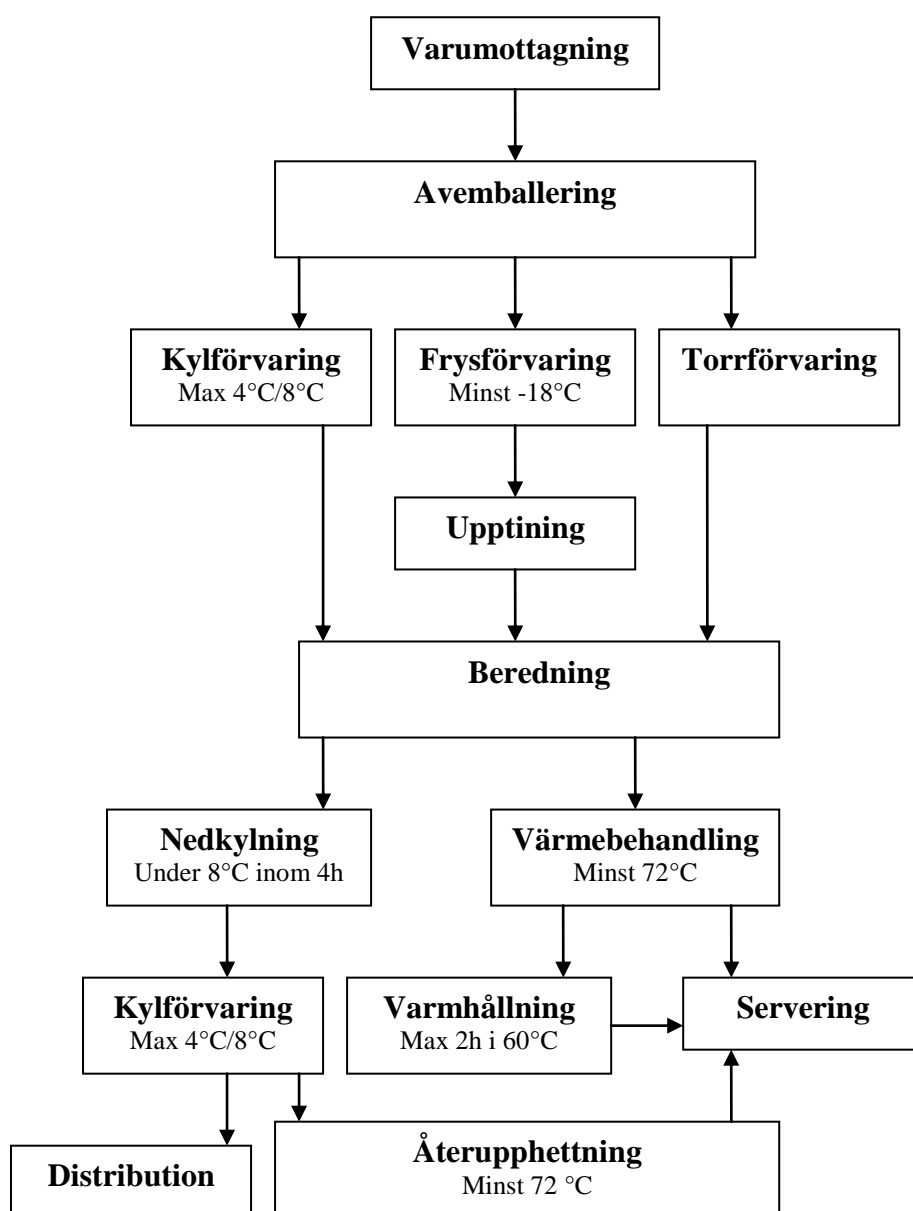 Varumottagning
Avemballering
Kylförvaring
Max 4°C/8°C
Frysförvaring
Minst -18°C
Torrförvaring
Upptining
Beredning
Nedkylning
Under 8°C inom 4h
Värmebehandling
Minst 72°C
Kylförvaring
Max 4°C/8°C
Varmhållning
Max 2h i 60°C
Servering
Distribution
Återupphettning
Minst 72 °C